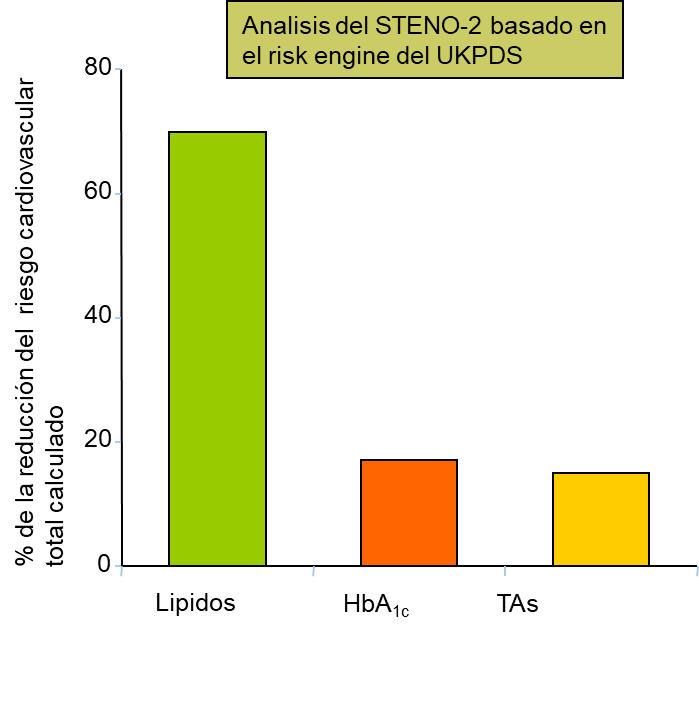 Analisis del STENO-2 basado en
el risk engine del UKPDS
% de la reducción del  riesgo cardiovascular
total calculado
80
60
40
20
0
Lipidos
HbA1c
TAs